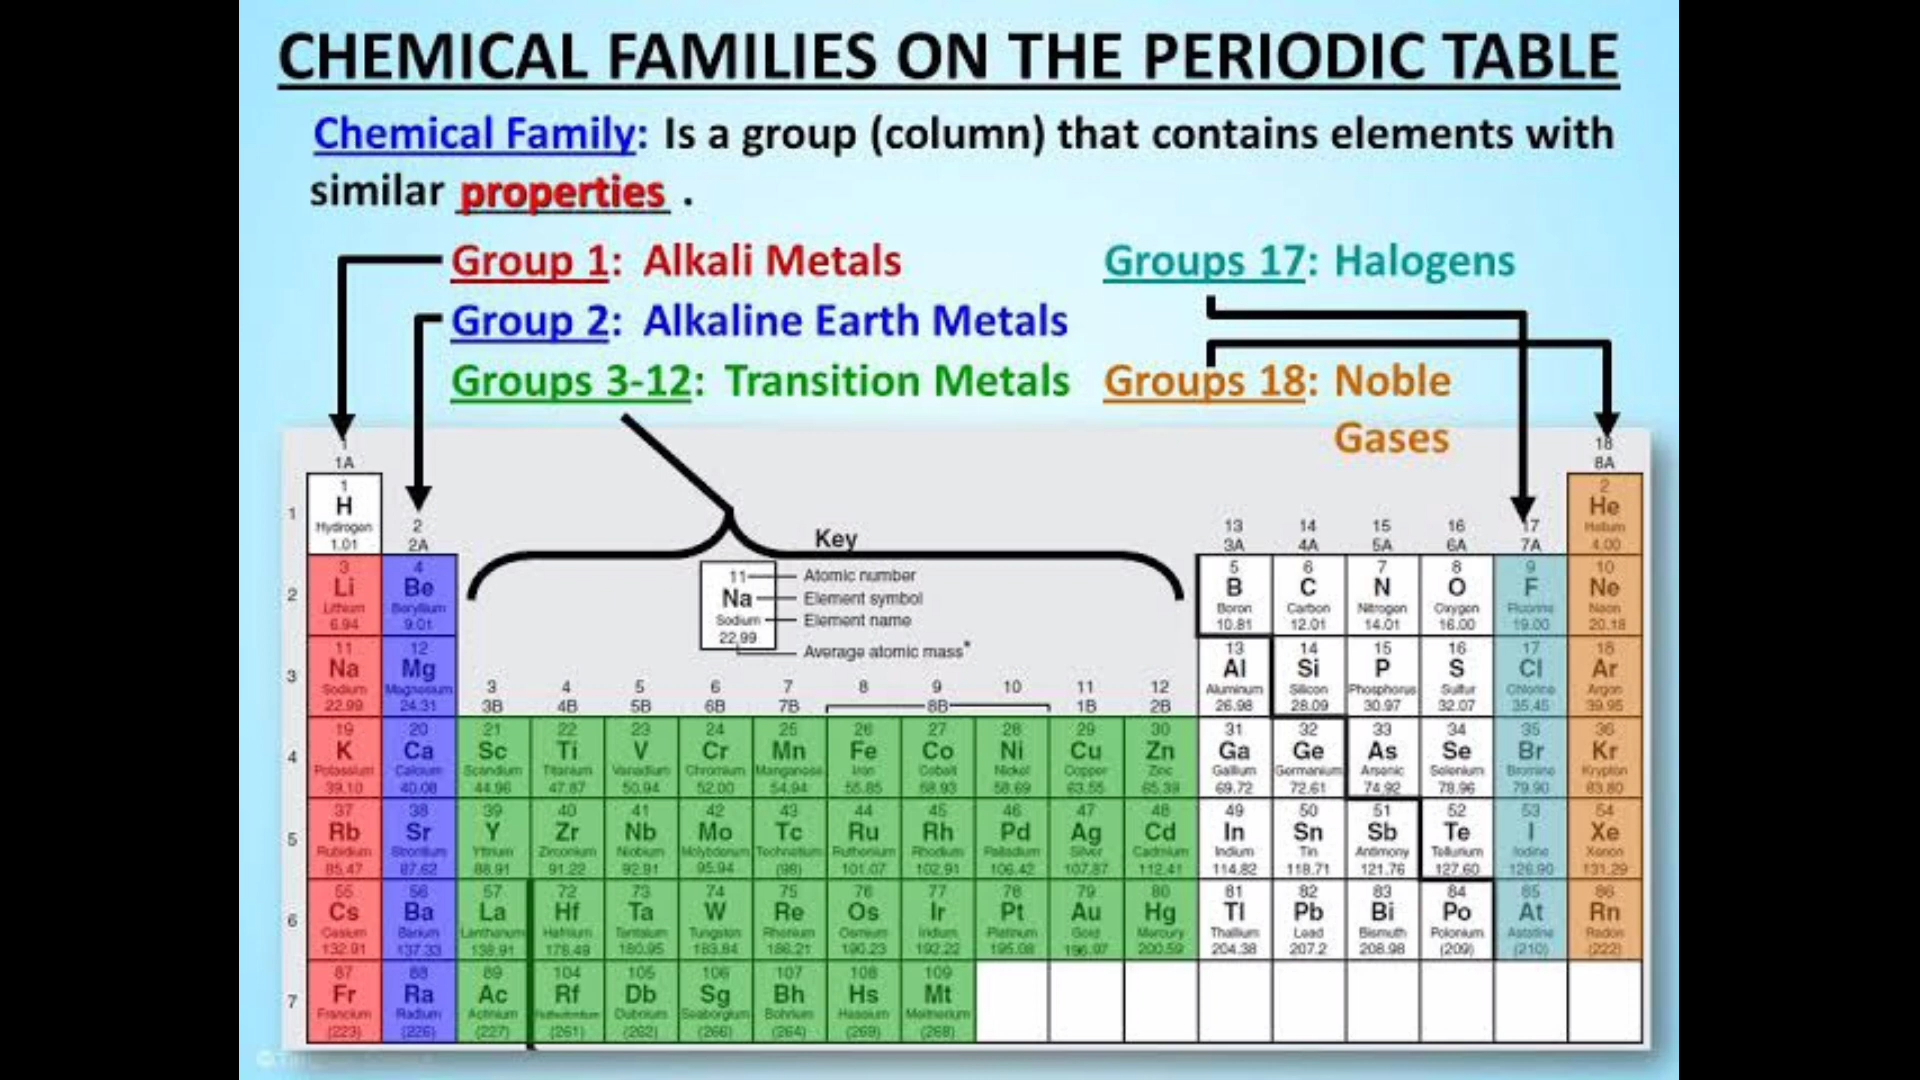 CHEMICAL FAMILIES ON THE PERIODIC TABLE
Chemical Family: Is a group (column) that contains elements with
similar properties .
Group 1: Alkali Metals
Groups 17: Halogens
Group 2: Alkaline Earth Metals
Groups 3-12: Transition Metals
Groups 18: Noble
Gases
1 18
1A 8A
1 2
H He
Hydrogen Helium
1.01 4.00
1
2 13 14 15 16 17
2A 3A 4A 5A 6A 7A
Key
11 Atomic number
Na Element symbol
Sodium Element name
22.99
Average atomic mass*
3 4 5 6 7 8 9 10 11 12
3B 4B 5B 6B 7B 8B 1B 2B
3 4 5 6 7 8 9 10
2 Li Be B C N O F Ne
Lithium Beryllium Boron Carbon Nitrogen Oxygen Fluorine Neon
6.94 9.01 10.81 12.01 14.01 16.00 19.00 20.18
11 12 13 14 15 16 17 18
3 Na Mg Al Si P S Cl Ar
Sodium Magnesium Aluminum Silicon Phosphorus Sulfur Chlorine Argon
22.99 24.31 26.98 28.09 30.97 32.07 35.45 39.95
19 20 21 22 23 24 25 26 27 28 29 30 31 32 33 34 35 36
4 K Ca Sc Ti V Cr Mn Fe Co Ni Cu Zn Ga Ge As Se Br Kr
Potassium Calcium Scandium Titanium Vanadium Chromium Manganese Iron Cobalt Nickel Copper Zinc Gallium Germanium Arsenic Selenium Bromine Krypton
39.10 40.08 44.96 47.87 50.94 52.00 54.94 55.85 58.93 58.69 63.55 65.39 69.72 72.61 74.92 78.96 79.90 83.80
37 38 39 40 41 42 43 44 45 46 47 48 49 50 51 52 53 54
5 Rb Sr Y Zr Nb Mo Tc Ru Rh Pd Ag Cd In Sn Sb Te I Xe
Rubidium Strontium Yttrium Zirconium Niobium Molybdenum Technetium Ruthenium Rhodium Palladium Silver Cadmium Indium Tin Antimony Tellurium Iodine Xenon
85.47 87.62 88.91 91.22 92.91 95.94 (98) 101.07 102.91 106.42 107.87 112.41 114.82 118.71 121.76 127.60 126.90 131.29
55 56 57 72 73 74 75 76 77 78 79 80 81 82 83 84 85 86
6 Cs Ba La Hf Ta W Re Os Ir Pt Au Hg Tl Pb Bi Po At Rn
Cesium Barium Lanthanum Hafnium Tantalum Tungsten Rhenium Osmium Iridium Platinum Gold Mercury Thallium Lead Bismuth Polonium Astatine Radon
132.91 137.33 138.91 178.49 180.95 183.84 186.21 190.23 192.22 195.08 196.97 200.59 204.38 207.2 208.98 (209) (210) (222)
87 88 89 104 105 106 107 108 109
7 Fr Ra Ac Rf Db Sg Bh Hs Mt
Francium Radium Actinium Rutherfordium Dubnium Seaborgium Bohrium Hassium Meitnerium
(223) (226) (227) (261) (262) (266) (264) (269) (268)